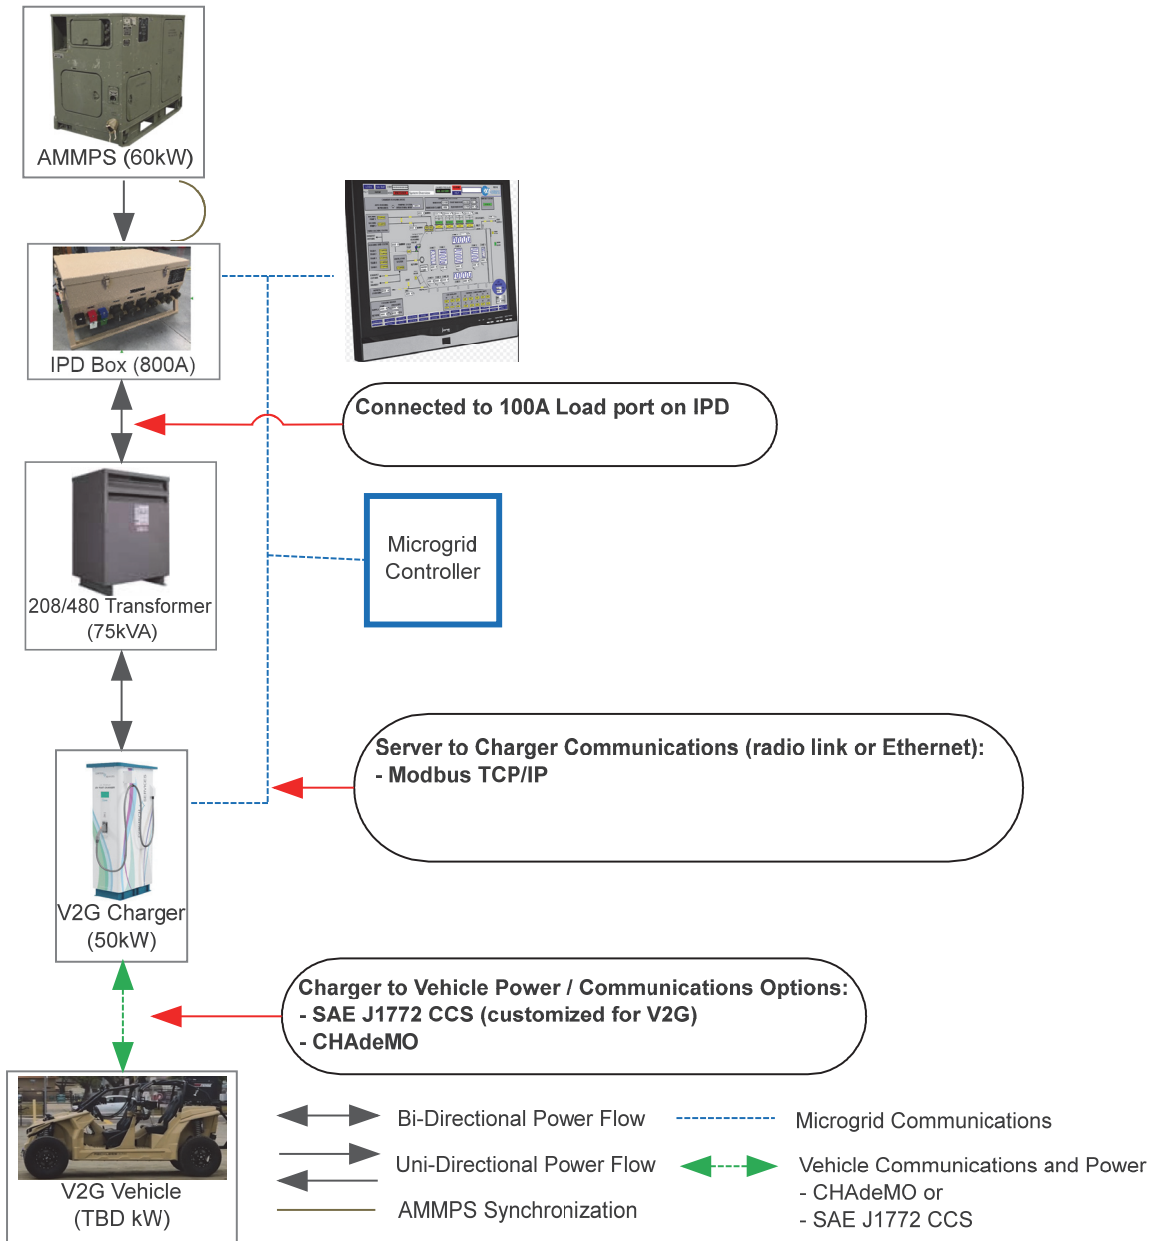 AMMPS (60kW)
IPD Box (800A)
Connected to 100A Load port on IPD
208/480 Transformer
(75kVA)
Microgrid
Controller
Server to Charger Communications (radio link or Ethernet):
- Modbus TCP/IP
V2G Charger
(50kW)
Charger to Vehicle Power / Communications Options:
- SAE J1772 CCS (customized for V2G)
- CHAdeMO
V2G Vehicle
(TBD kW)
Bi-Directional Power Flow
Uni-Directional Power Flow
AMMPS Synchronization
Microgrid Communications
Vehicle Communications and Power
- CHAdeMO or
- SAE J1772 CCS